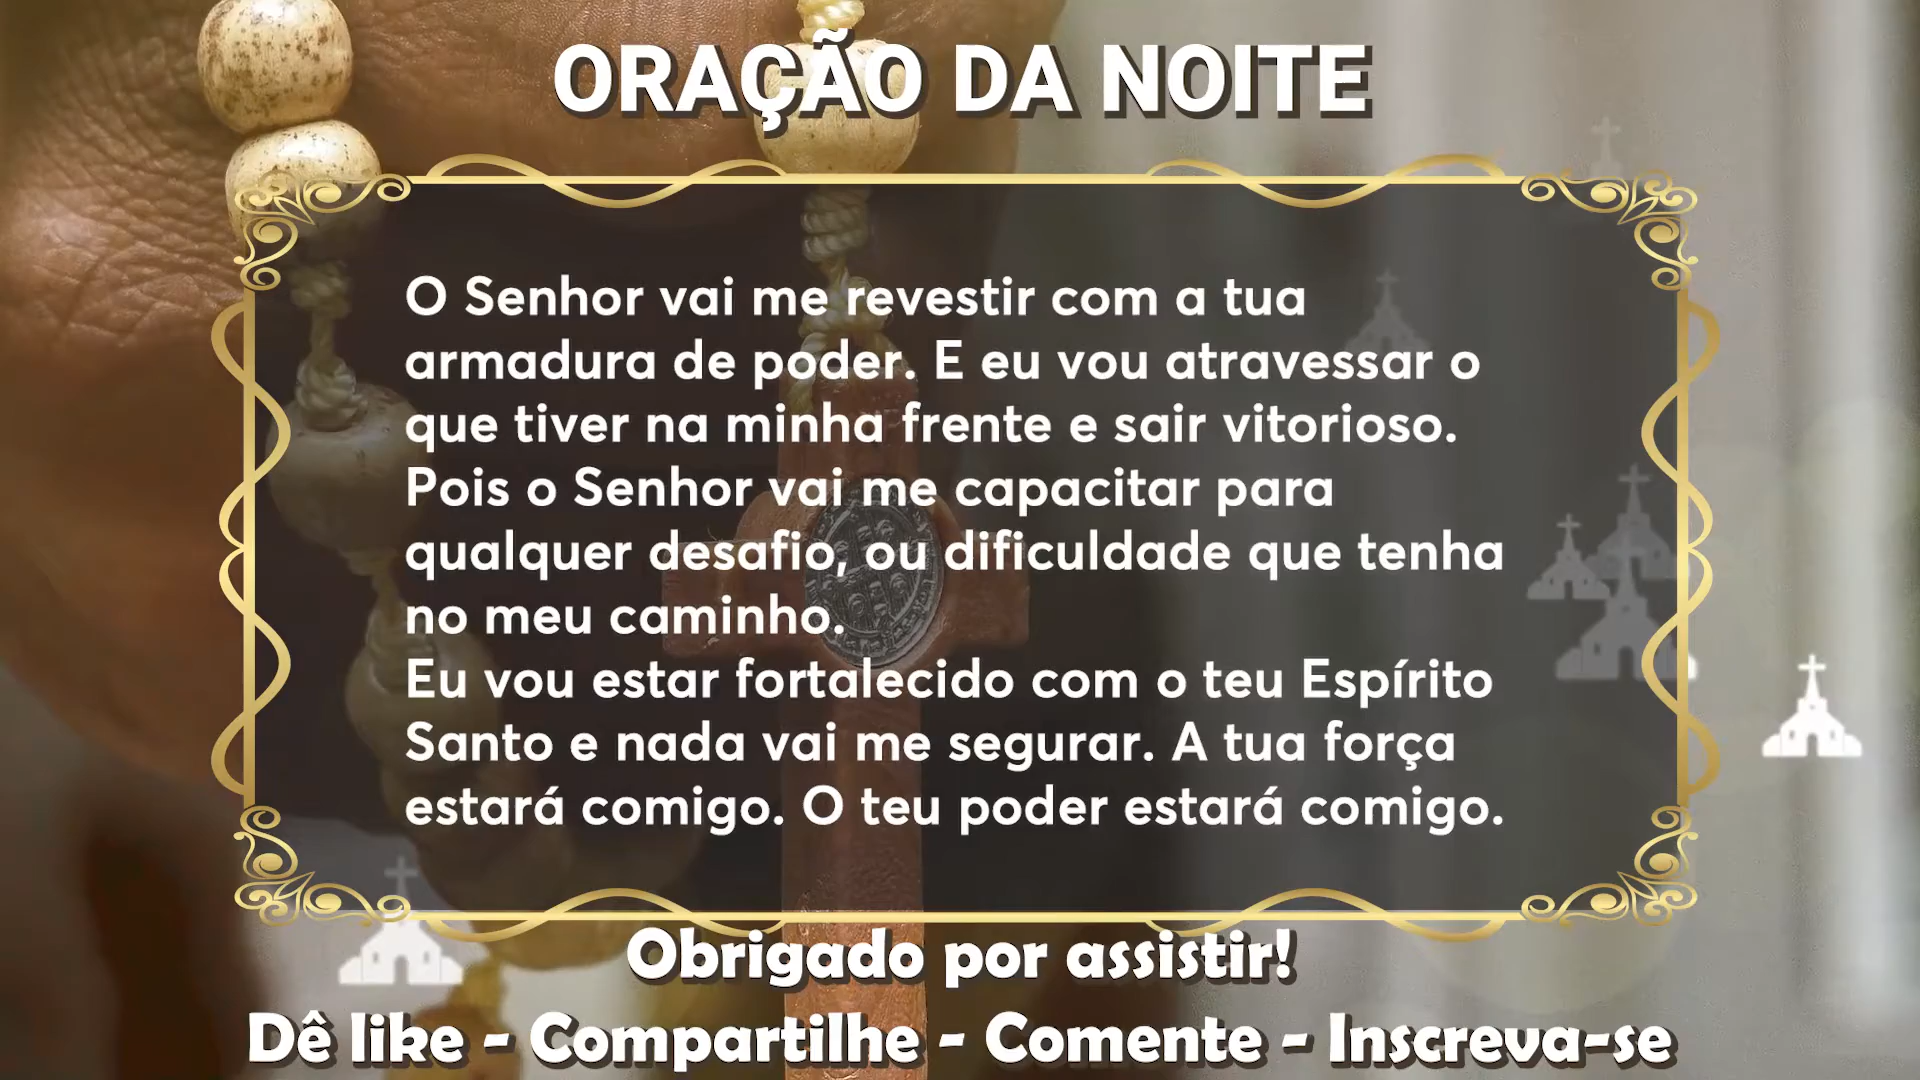 ORAÇÃO DA NOITE
O Senhor vai me revestir com a tua
armadura de poder. E eu vou atravessar o
que tiver na minha frente e sair vitorioso.
Pois o Senhor vai me capacitar para
qualquer desafio, ou dificuldade que tenha
no meu caminho.
Eu vou estar fortalecido com o teu Espírito
Santo e nada vai me segurar. A tua força
estará comigo. O teu poder estará comigo.
Obrigado por assistir!
Dê like - Compartilhe - Comente - Inscreva-se